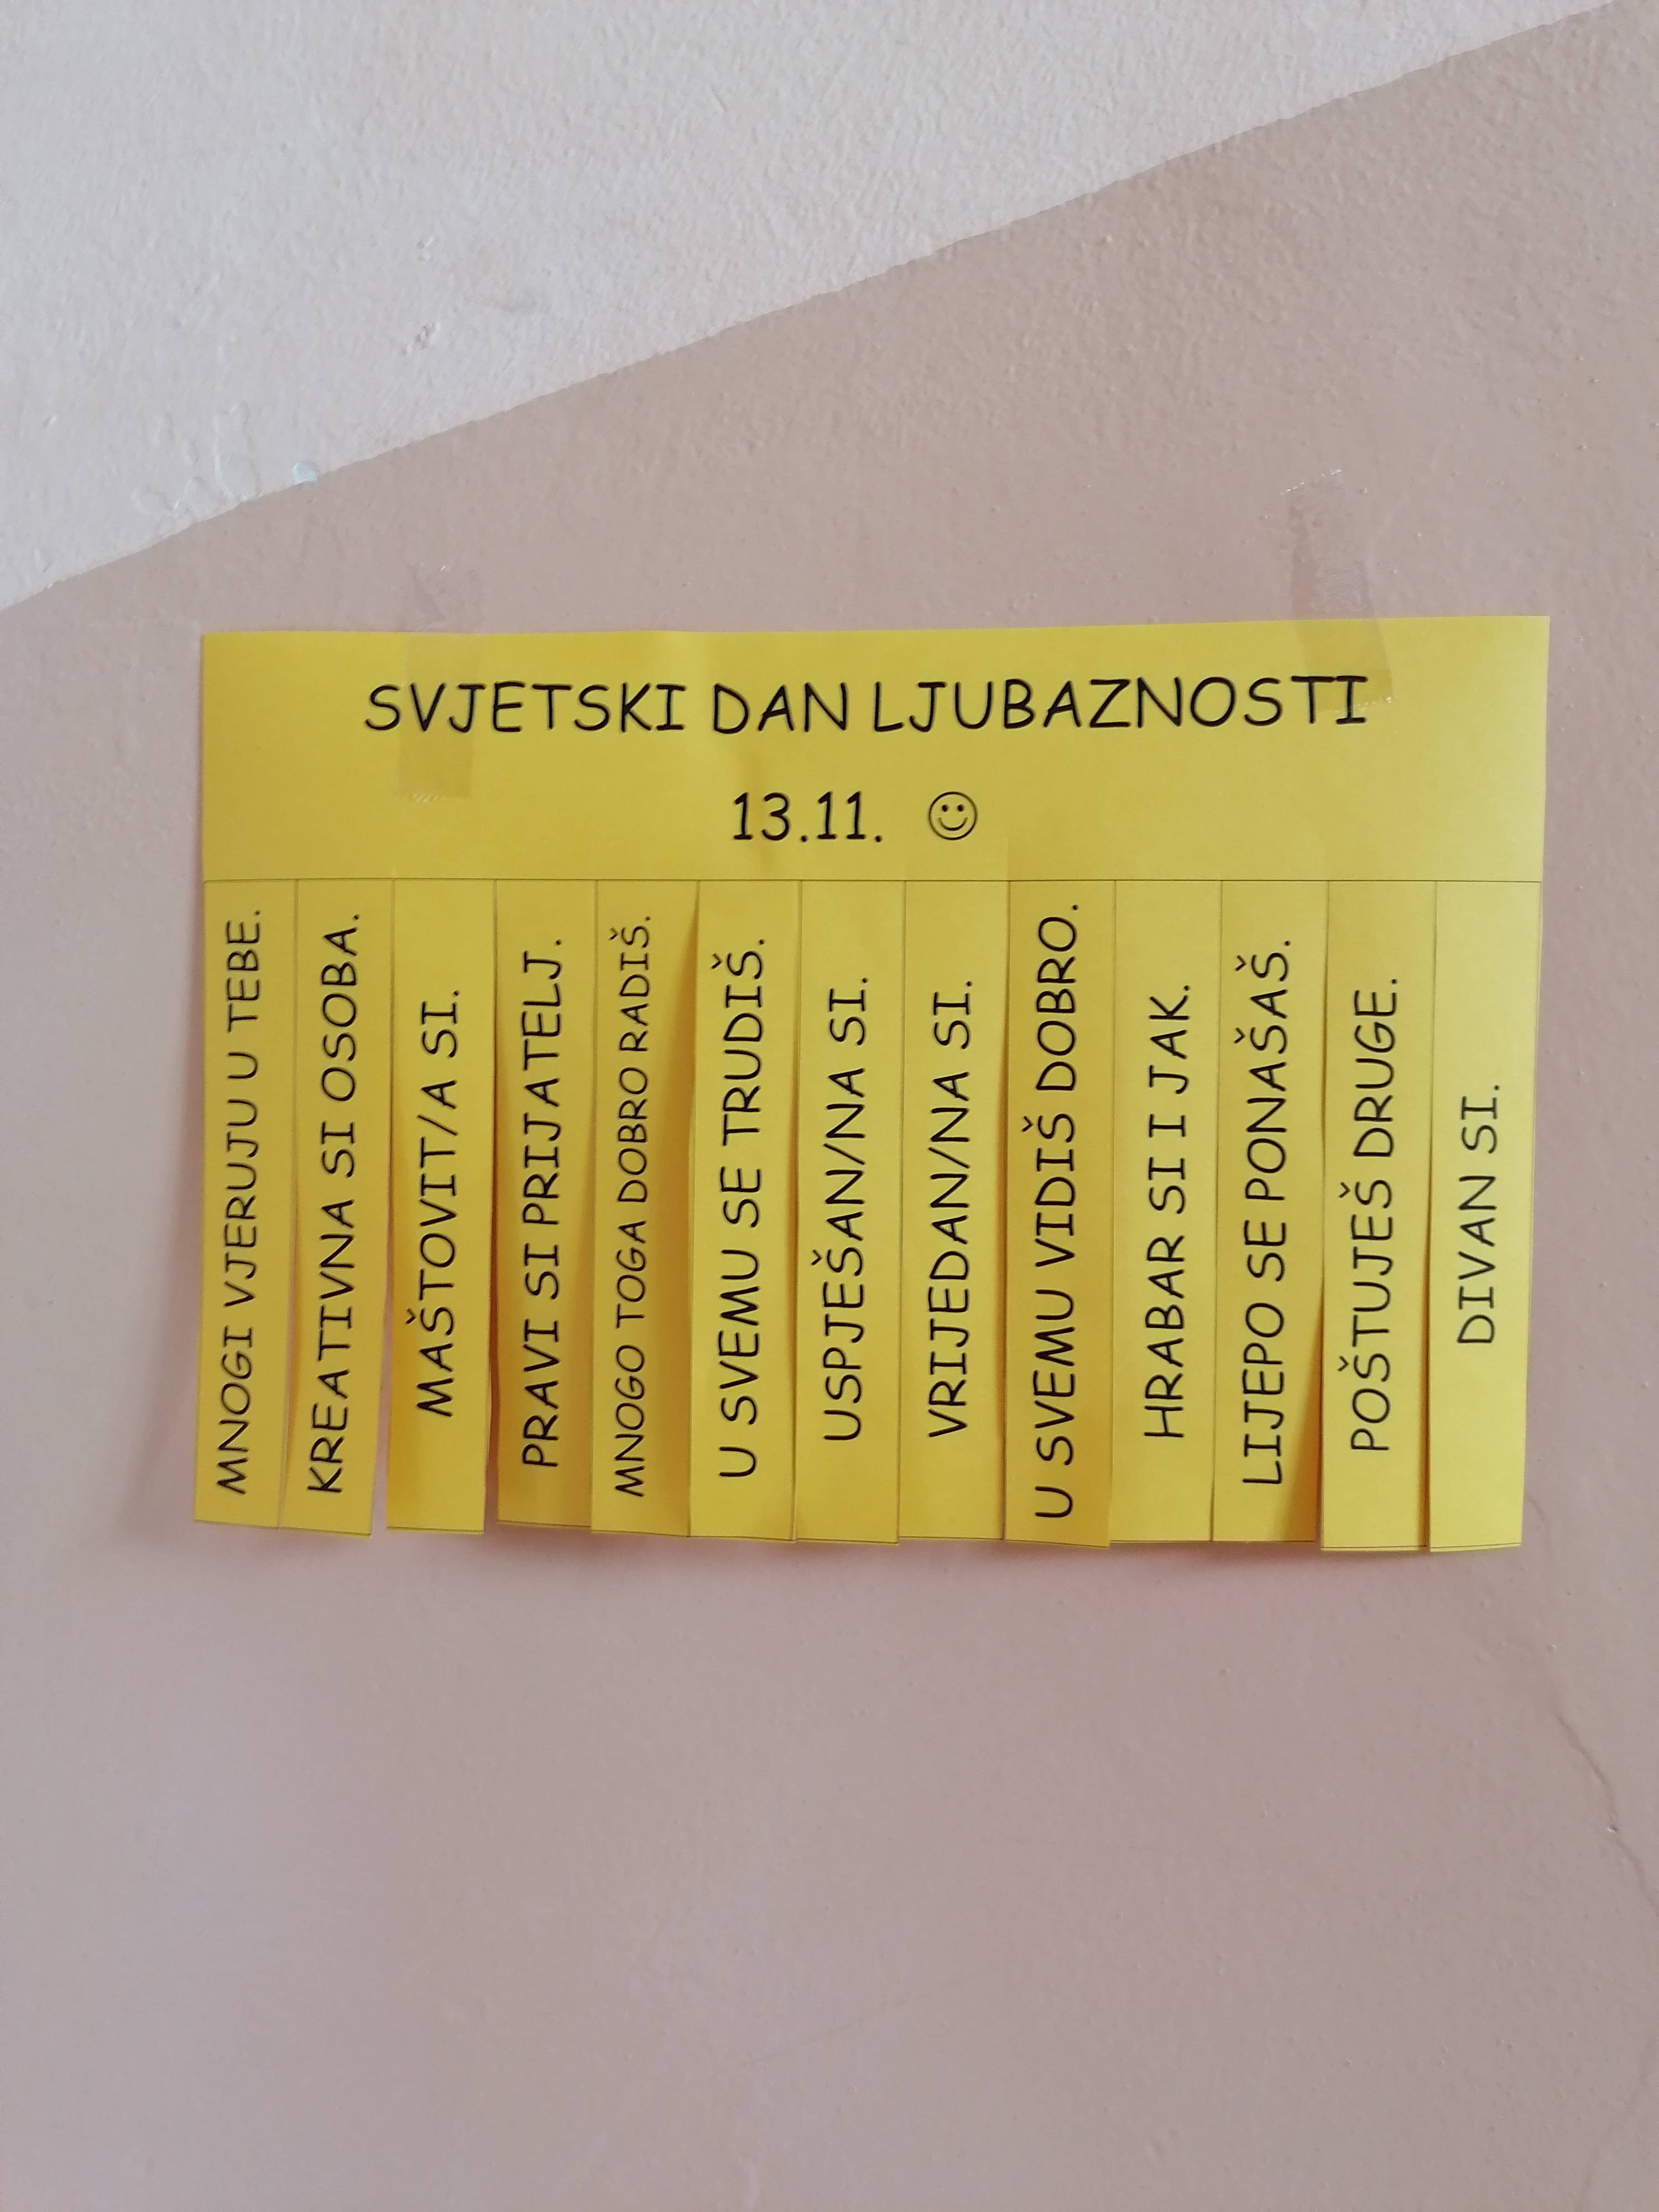 SVJETSKI DAN LJUBAZNOSTI
13.11. ☺
MNOGI VJERUJU U TEBE.
KREATIVNA SI OSOBA.
MAŠTOVIT/A SI.
PRAVI SI PRIJATELJ.
MNOGO TOGA DOBRO RADIŠ.
U SVEMU SE TRUDIŠ.
USPJEŠAN/NA SI.
VRIJEDAN/NA SI.
U SVEMU VIDIŠ DOBRO.
HRABAR SI I JAK.
LIJEPO SE PONAŠAŠ.
POŠTUJEŠ DRUGE.
DIVAN SI.